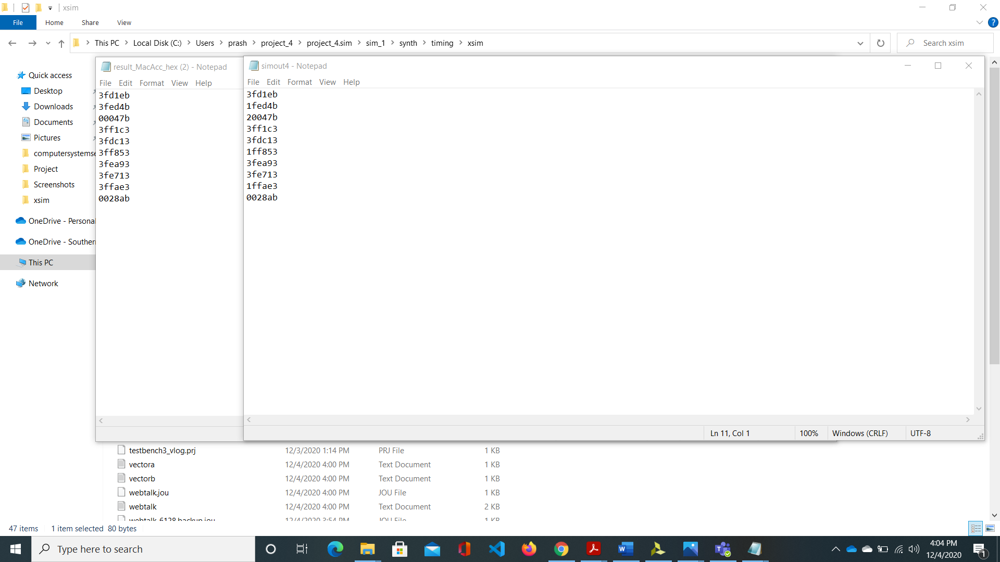 xsim
File Home Share View
This PC Local Disk (C:) Users prash project_4 project_4.sim sim_1 synth timing xsim
Search xsim
Quick access
Desktop
Downloads
Documents
Pictures
computersystemse
Project
Screenshots
xsim
OneDrive - Personal
OneDrive - Souther
This PC
Network
result_MacAcc_hex (2) - Notepad
File Edit Format View Help
3fd1eb
3fed4b
00047b
3ff1c3
3fdc13
3ff853
3fea93
3fe713
3ffae3
0028ab
simout4 - Notepad
File Edit Format View Help
3fd1eb
1fed4b
20047b
3ff1c3
3fdc13
1ff853
3fea93
3fe713
1ffae3
0028ab
Ln 11, Col 1 100% Windows (CRLF) UTF-8
testbench3_vlog.prj 12/3/2020 1:14 PM PRJ File 1 KB
vectora 12/4/2020 4:00 PM Text Document 1 KB
vectorb 12/4/2020 4:00 PM Text Document 1 KB
webtalk.jou 12/4/2020 4:00 PM JOU File 1 KB
webtalk 12/4/2020 4:00 PM Text Document 2 KB
webtalk_6128.backup.jou 12/4/2020 3:54 PM JOU File 1 KB
47 items 1 item selected 80 bytes
Type here to search
4:04 PM
12/4/2020
1